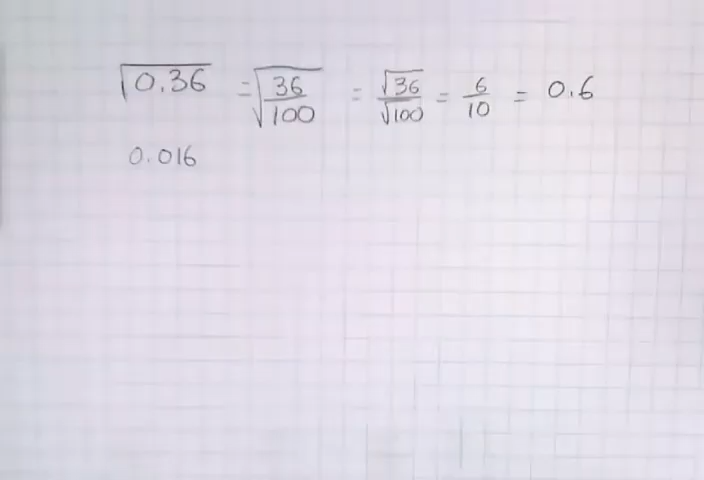 √0.36 = √36/100 = √36/√100 = 6/10 = 0.6
0.016